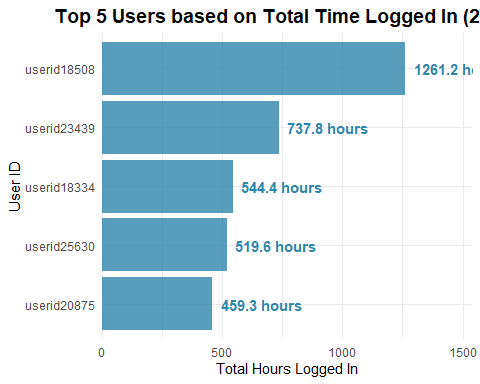 Top 5 Users based on Total Time Logged In (2
userid18508
1261.2 h
userid23439
737.8 hours
userid18334
544.4 hours
userid25630
519.6 hours
userid20875
459.3 hours
User ID
0
500
1000
1500
Total Hours Logged In